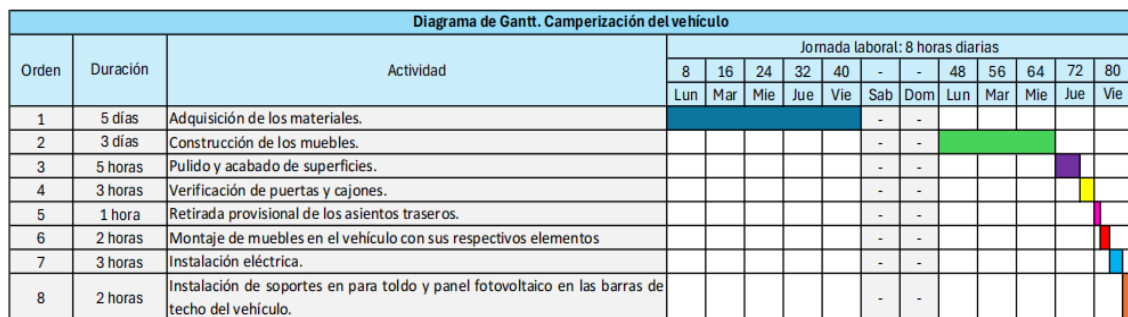 Diagrama de Gantt. Camperización del vehículo
Orden Duración Actividad Jornada laboral: 8 horas diarias
8 16 24 32 40 - - 48 56 64 72 80
Lun Mar Mie Jue Vie Sab Dom Lun Mar Mie Jue Vie
1 5 días Adquisición de los materiales. - -
2 3 días Construcción de los muebles. - -
3 5 horas Pulido y acabado de superficies. - -
4 3 horas Verificación de puertas y cajones. - -
5 1 hora Retirada provisional de los asientos traseros. - -
6 2 horas Montaje de muebles en el vehículo con sus respectivos elementos - -
7 3 horas Instalación eléctrica. - -
8 2 horas Instalación de soportes en para toldo y panel fotovoltaico en las barras de - -
techo del vehículo.